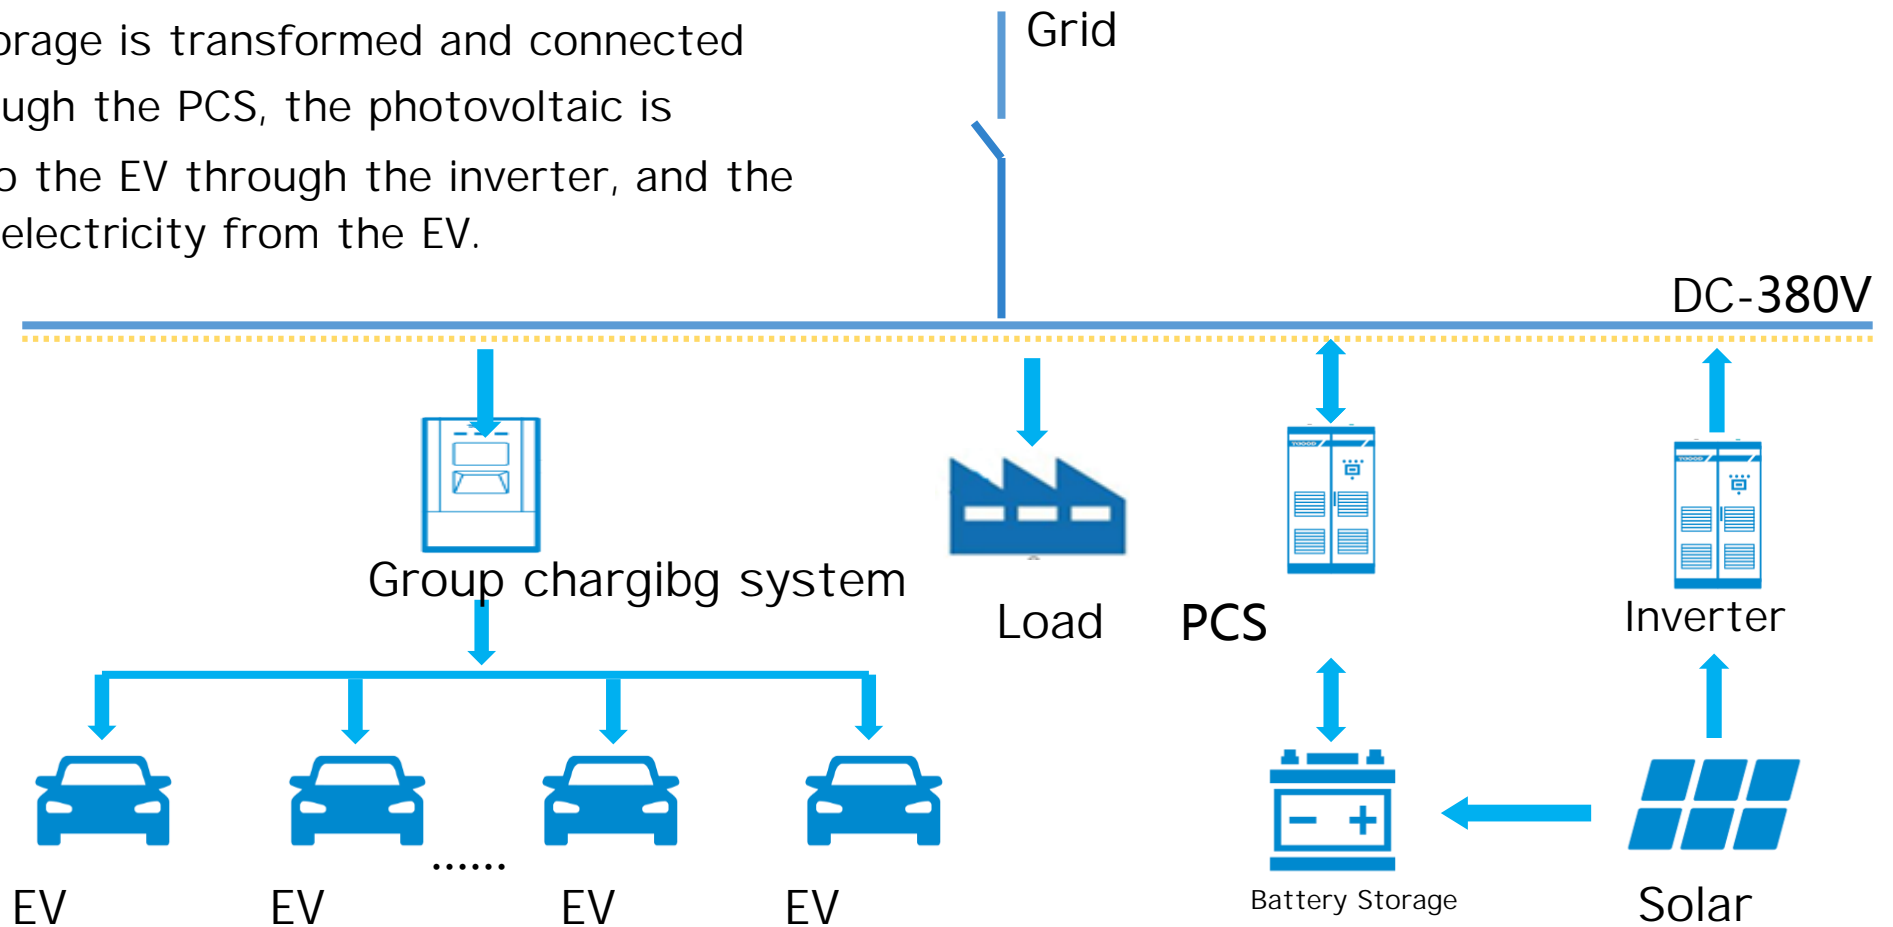 orage is transformed and connected
ugh the PCS, the photovoltaic is
o the EV through the inverter, and the
electricity from the EV.
Grid
DC-380V
TGOOD
TGOOD
Group chargibg system
Load
PCS
Inverter
......
EV
EV
EV
EV
Battery Storage
Solar